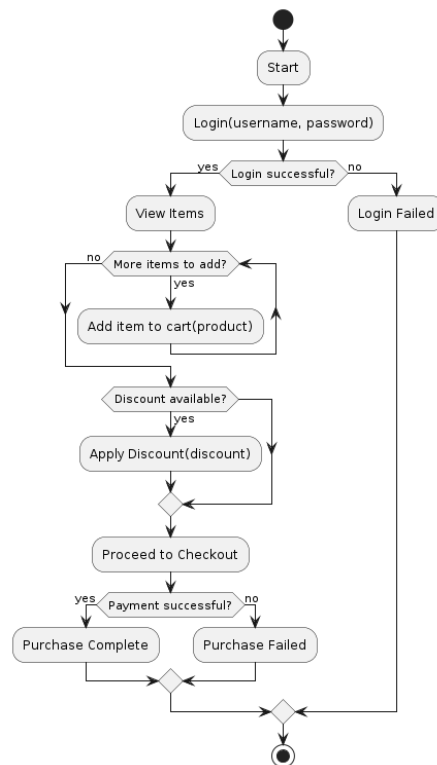 Start
Login(username, password)
yes
Login successful?
no
View Items
Login Failed
no
More items to add?
yes
Add item to cart(product)
Discount available?
yes
Apply Discount(discount)
Proceed to Checkout
yes
Payment successful?
no
Purchase Complete
Purchase Failed